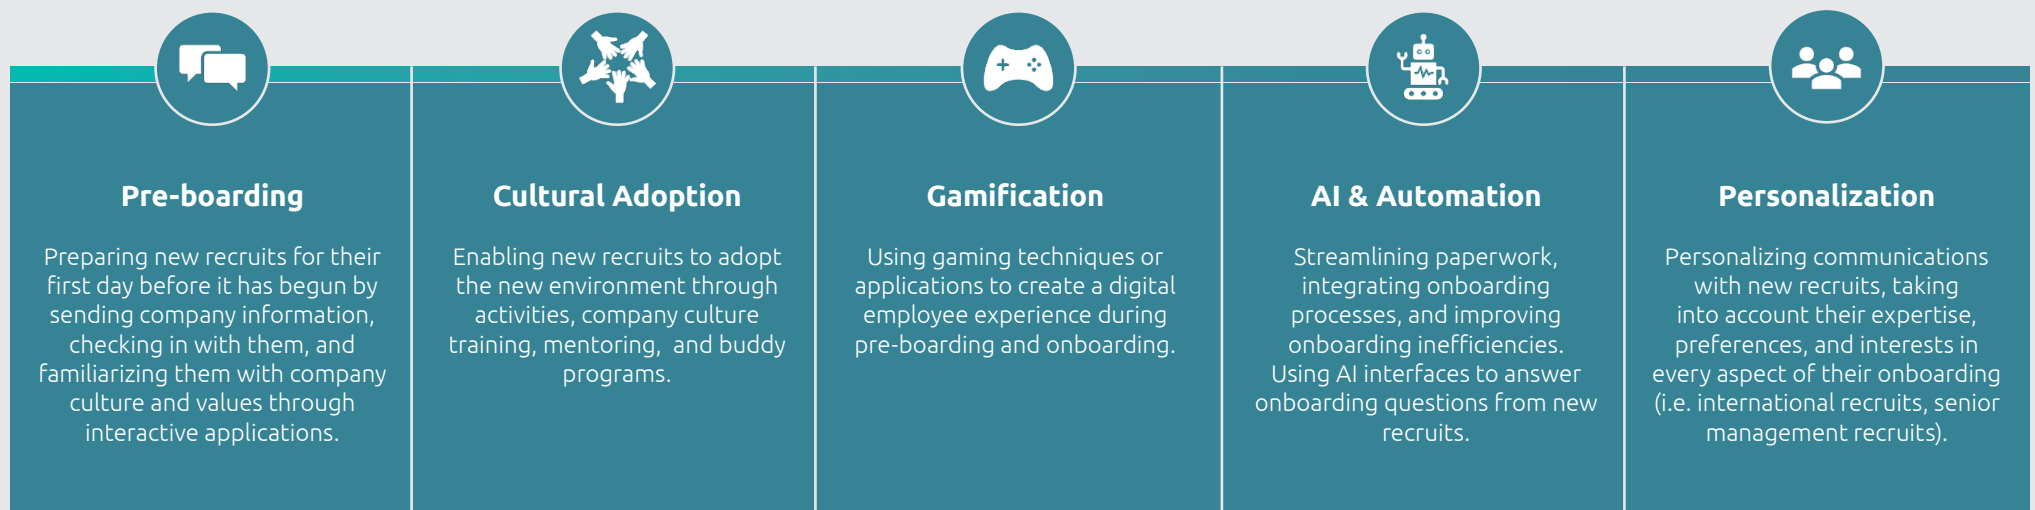 Pre-boarding
Preparing new recruits for their
first day before it has begun by
sending company information,
checking in with them, and
familiarizing them with company
culture and values through
interactive applications.
Cultural Adoption
Enabling new recruits to adopt
the new environment through
activities, company culture
training, mentoring, and buddy
programs.
Gamification
Using gaming techniques or
applications to create a digital
employee experience during
pre-boarding and onboarding.
AI & Automation
Streamlining paperwork,
integrating onboarding
processes, and improving
onboarding inefficiencies.
Using AI interfaces to answer
onboarding questions from new
recruits.
Personalization
Personalizing communications
with new recruits, taking
into account their expertise,
preferences, and interests in
every aspect of their onboarding
(i.e. international recruits, senior
management recruits).